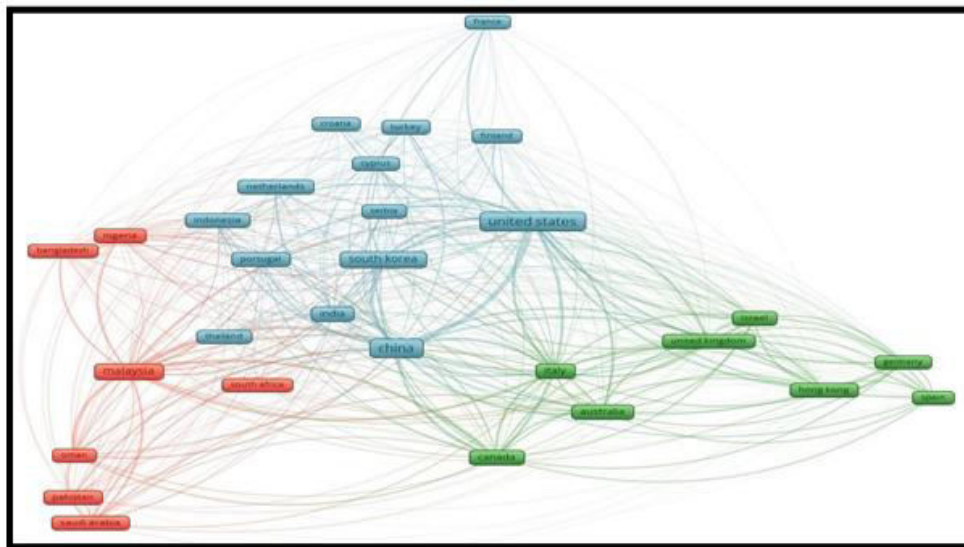 france
croatia
turkey
finland
cyprus
netherlands
serbia
indonesia
united states
nigeria
bangladesh
portugal
south korea
india
israel
thailand
united kingdom
china
germany
malaysia
italy
south africa
hong kong
spain
australia
oman
canada
pakistan
saudi arabia